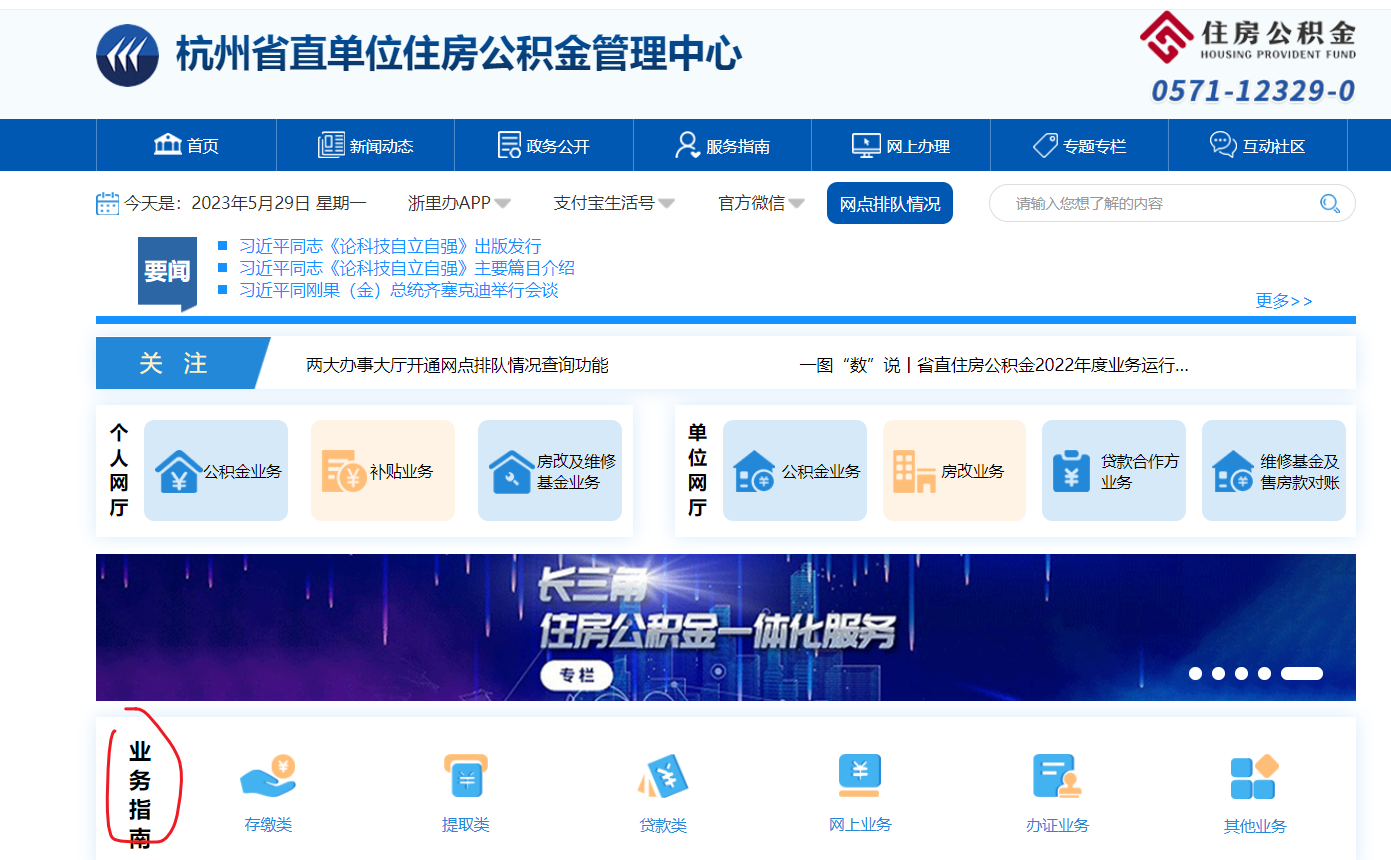 杭州省直单位住房公积金管理中心
住房公积金
HOUSING PROVIDENT FUND
0571-12329-0
首页 新闻动态 政务公开 服务指南 网上办理 专题专栏 互动社区
今天是：2023年5月29日 星期一 浙里办APP 支付宝生活号 官方微信 网点排队情况 请输入您想了解的内容
要闻
习近平同志《论科技自立自强》出版发行
习近平同志《论科技自立自强》主要篇目介绍
习近平同刚果（金）总统齐塞克迪举行会谈
更多>>
关 注 两大办事大厅开通网点排队情况查询功能 一图“数”说丨省直住房公积金2022年度业务运行...
个人网厅
公积金业务
补贴业务
房改及维修
基金业务
单位网厅
公积金业务
房改业务
贷款合作方
业务
维修基金及
售房款对账
长三角
住房公积金一体化服务
专栏
业务指南
存缴类 提取类 贷款类 网上业务 办证业务 其他业务